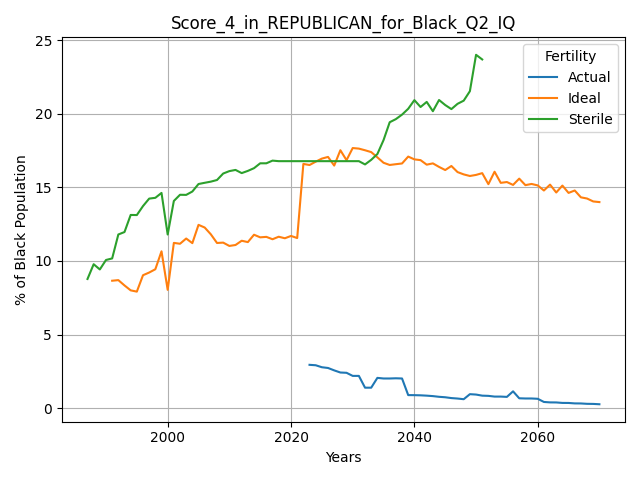 Score_4_in_REPUBLICAN_for_Black_Q2_IQ
25
20
15
10
5
0
% of Black Population
2000
2020
2040
2060
Years
Fertility
Actual
Ideal
Sterile